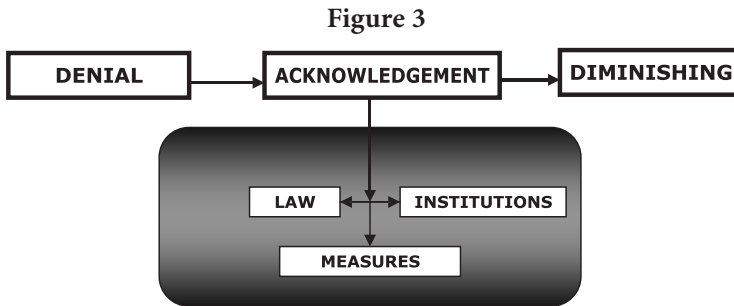 Figure 3
DENIAL
ACKNOWLEDGEMENT
DIMINISHING
LAW
INSTITUTIONS
MEASURES